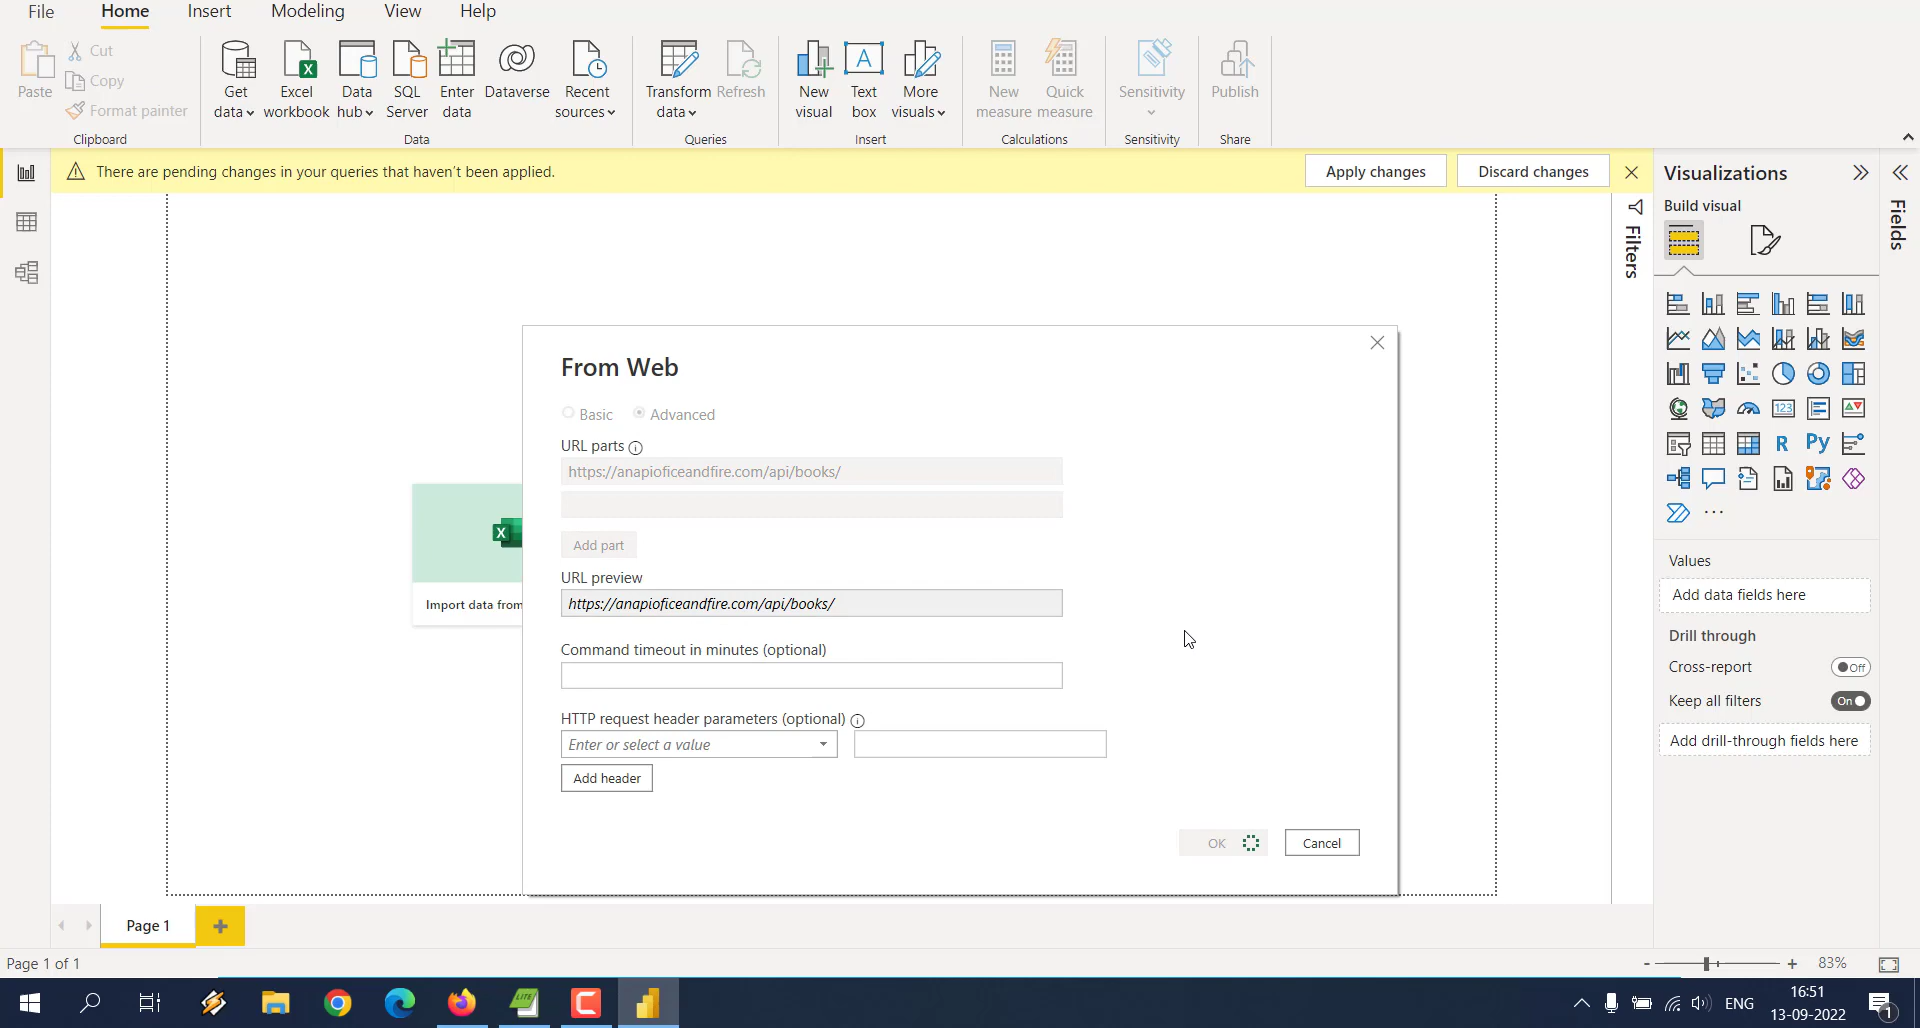 File Home Insert Modeling View Help
Paste
Cut
Copy
Format painter
Clipboard
Get data
Excel workbook
Data hub
SQL Server
Enter data
Dataverse
Recent sources
Data
Transform data
Refresh
Queries
New visual
Text box
More visuals
Insert
New measure
Quick measure
Calculations
Sensitivity
Sensitivity
Publish
Share
There are pending changes in your queries that haven't been applied.
Apply changes
Discard changes
From Web
Basic Advanced
URL parts
https://anapioficeandfire.com/api/books/
Add part
URL preview
https://anapioficeandfire.com/api/books/
Command timeout in minutes (optional)
HTTP request header parameters (optional)
Enter or select a value
Add header
OK
Cancel
Import data from
Filters
Visualizations
Build visual
123
R
Py
Values
Add data fields here
Drill through
Cross-report
Off
Keep all filters
On
Add drill-through fields here
Fields
Page 1
Page 1 of 1
83%
LITE
ENG
16:51
13-09-2022
1